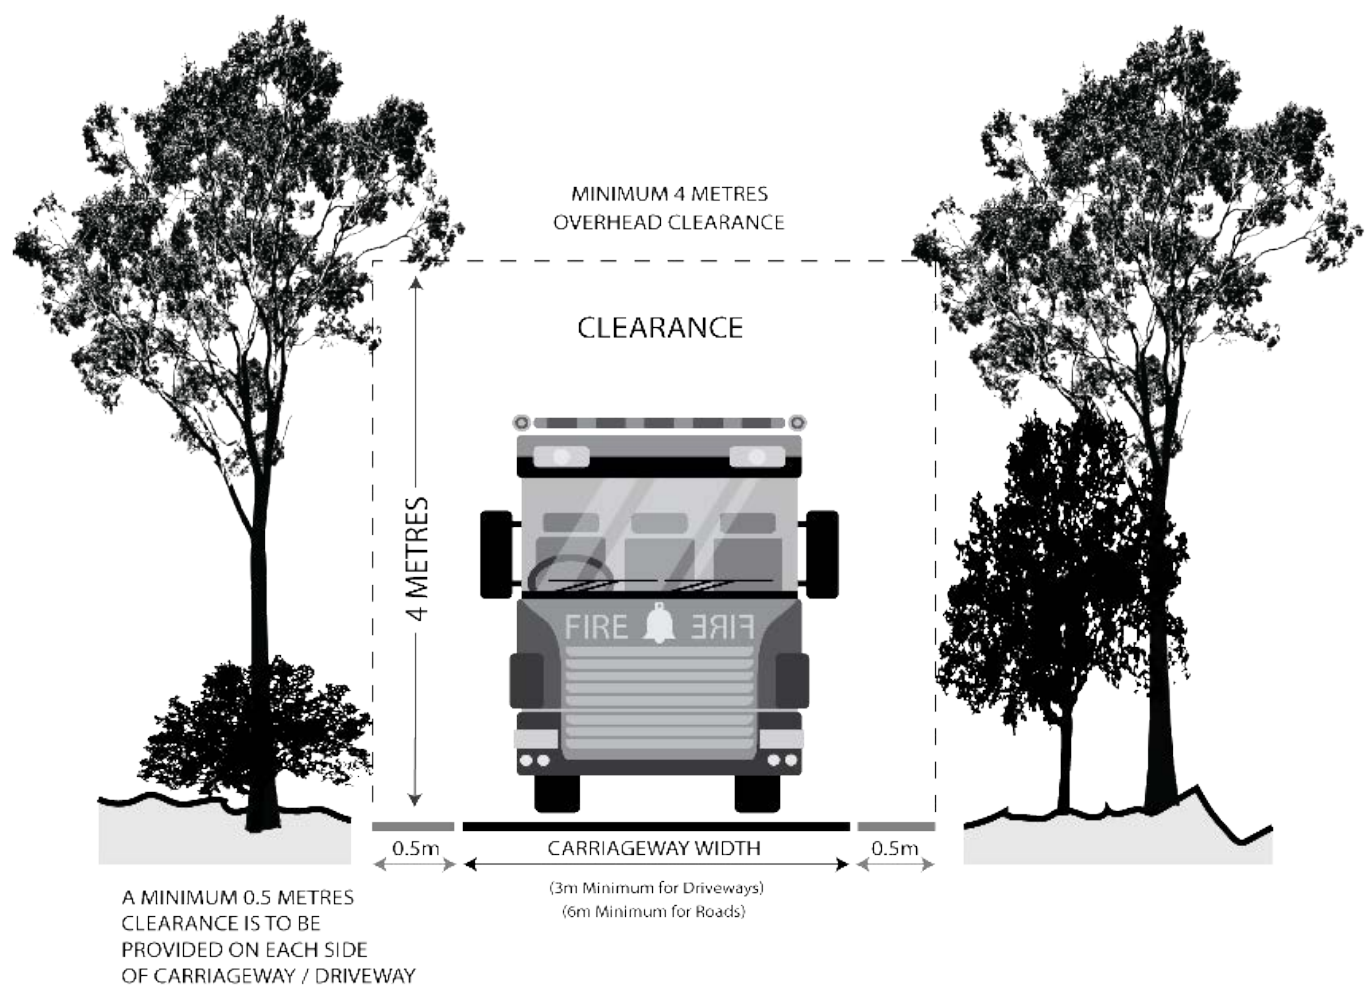 MINIMUM 4 METRES
OVERHEAD CLEARANCE
CLEARANCE
4 METRES
FIRE FIRE
0.5m
CARRIAGEWAY WIDTH
0.5m
(3m Minimum for Driveways)
(6m Minimum for Roads)
A MINIMUM 0.5 METRES
CLEARANCE IS TO BE
PROVIDED ON EACH SIDE
OF CARRIAGEWAY / DRIVEWAY